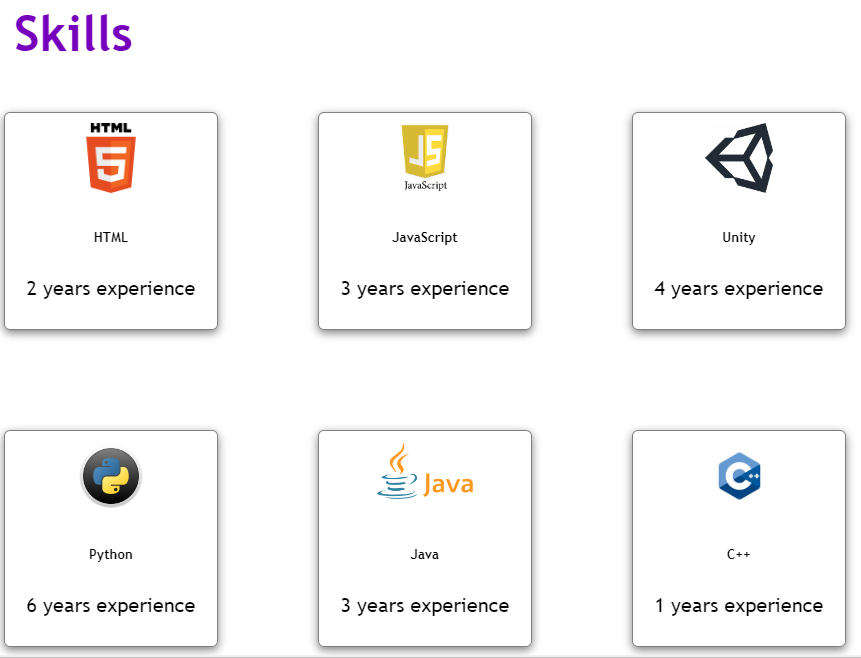 Skills
HTML
5
HTML
2 years experience
JS
JavaScript
JavaScript
3 years experience
Unity
4 years experience
Python
6 years experience
Java
Java
3 years experience
C++
C++
1 years experience